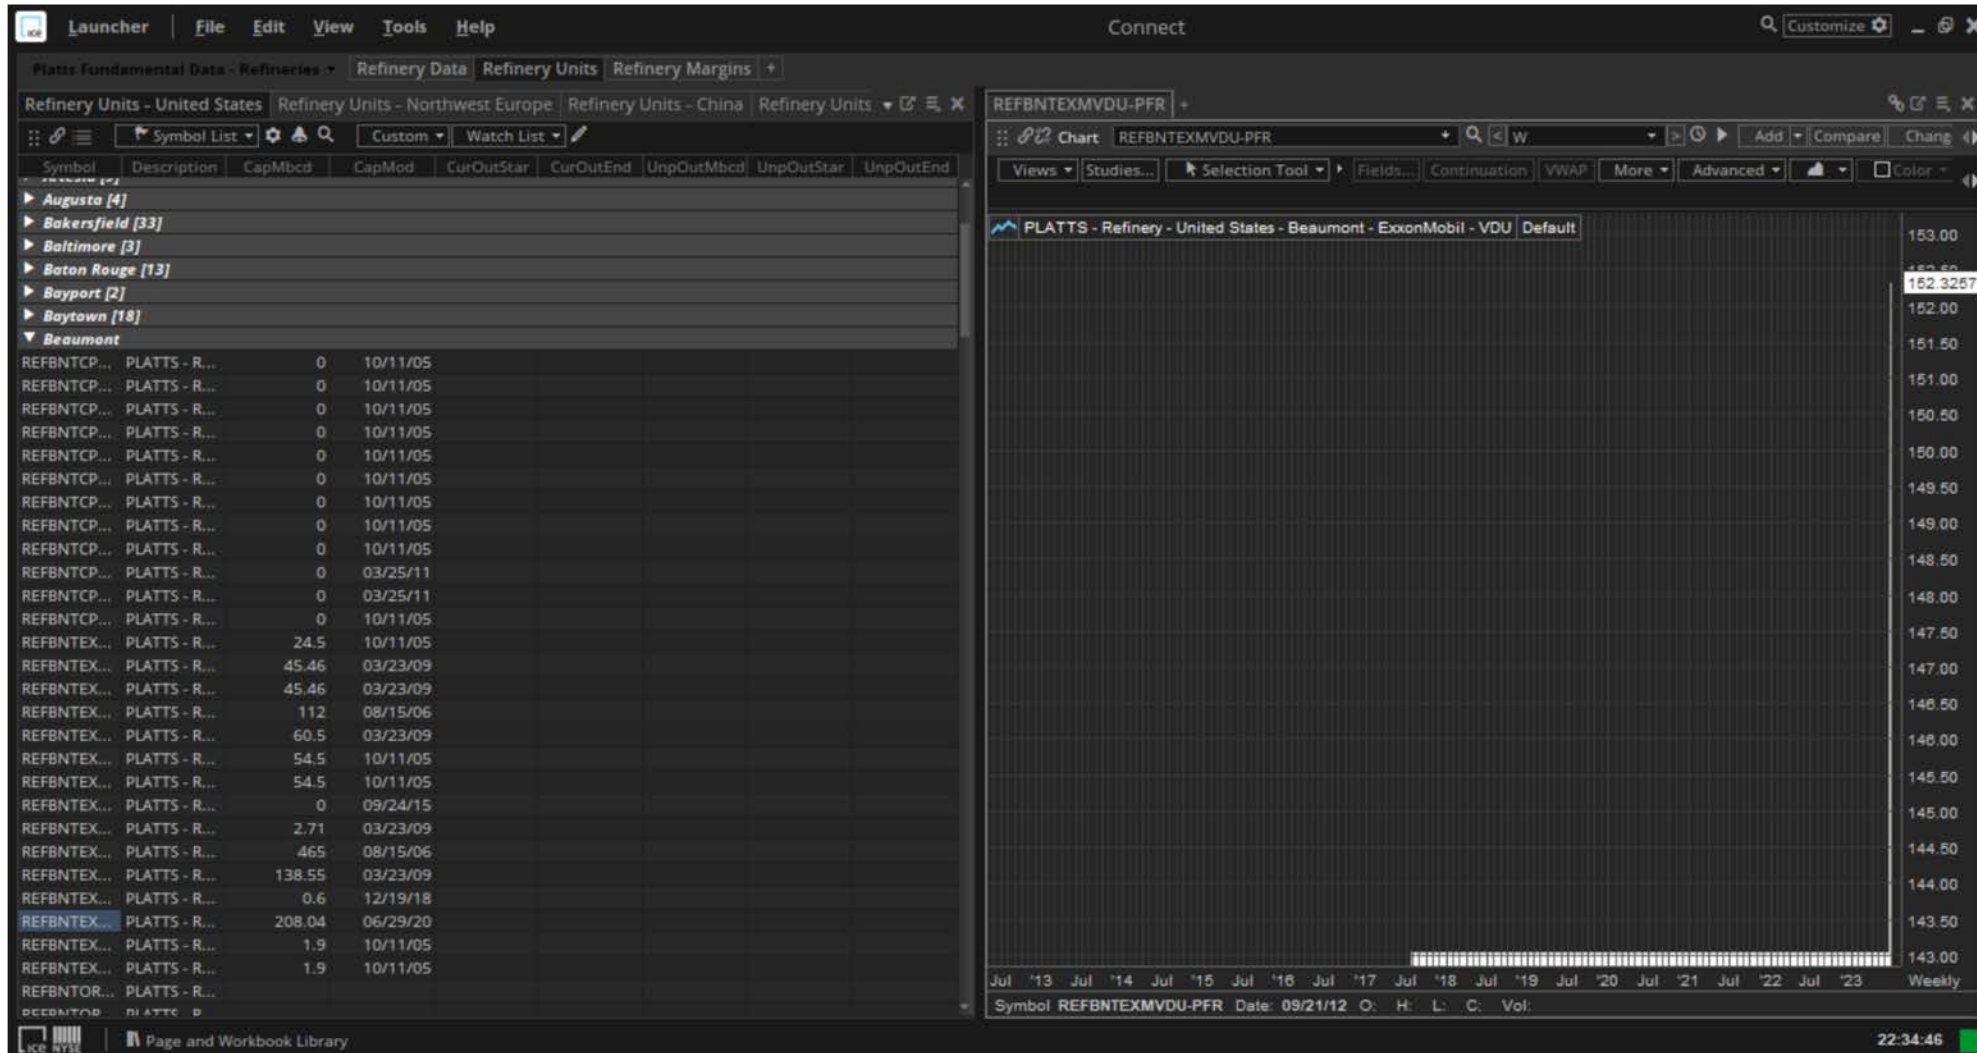 ice Launcher File Edit View Tools Help Connect Customize
Platts Fundamental Data - Refineries Refinery Data Refinery Units Refinery Margins +
Refinery Units - United States Refinery Units - Northwest Europe Refinery Units - China Refinery Units
Symbol List Custom Watch List
Symbol Description CapMbcd CapMod CurOutStar CurOutEnd UnpOutMbcd UnpOutStar UnpOutEnd
Augusta [4]
Bakersfield [33]
Baltimore [3]
Baton Rouge [13]
Bayport [2]
Baytown [18]
Beaumont
REFBNTCP... PLATTS - R... 0 10/11/05
REFBNTCP... PLATTS - R... 0 10/11/05
REFBNTCP... PLATTS - R... 0 10/11/05
REFBNTCP... PLATTS - R... 0 10/11/05
REFBNTCP... PLATTS - R... 0 10/11/05
REFBNTCP... PLATTS - R... 0 10/11/05
REFBNTCP... PLATTS - R... 0 10/11/05
REFBNTCP... PLATTS - R... 0 10/11/05
REFBNTCP... PLATTS - R... 0 10/11/05
REFBNTCP... PLATTS - R... 0 03/25/11
REFBNTCP... PLATTS - R... 0 03/25/11
REFBNTCP... PLATTS - R... 0 10/11/05
REFBNTEX... PLATTS - R... 24.5 10/11/05
REFBNTEX... PLATTS - R... 45.46 03/23/09
REFBNTEX... PLATTS - R... 45.46 03/23/09
REFBNTEX... PLATTS - R... 112 08/15/06
REFBNTEX... PLATTS - R... 60.5 03/23/09
REFBNTEX... PLATTS - R... 54.5 10/11/05
REFBNTEX... PLATTS - R... 54.5 10/11/05
REFBNTEX... PLATTS - R... 0 09/24/15
REFBNTEX... PLATTS - R... 2.71 03/23/09
REFBNTEX... PLATTS - R... 465 08/15/06
REFBNTEX... PLATTS - R... 138.55 03/23/09
REFBNTEX... PLATTS - R... 0.6 12/19/18
REFBNTEX... PLATTS - R... 208.04 06/29/20
REFBNTEX... PLATTS - R... 1.9 10/11/05
REFBNTEX... PLATTS - R... 1.9 10/11/05
REFBNTOR... PLATTS - R...
REFBNTEXMVDU-PFR +
Chart REFBNTEXMVDU-PFR < W > Add Compare Chang
Views Studies... Selection Tool Fields... Continuation VWAP More Advanced Color
PLATTS - Refinery - United States - Beaumont - ExxonMobil - VDU Default
153.00
152.3257
152.00
151.50
151.00
150.50
150.00
149.50
149.00
148.50
148.00
147.50
147.00
146.50
146.00
145.50
145.00
144.50
144.00
143.50
143.00
Jul '13 Jul '14 Jul '15 Jul '16 Jul '17 Jul '18 Jul '19 Jul '20 Jul '21 Jul '22 Jul '23 Weekly
Symbol REFBNTEXMVDU-PFR Date: 09/21/12 O: H: L: C: Vol:
ice NYSE Page and Workbook Library 22:34:46